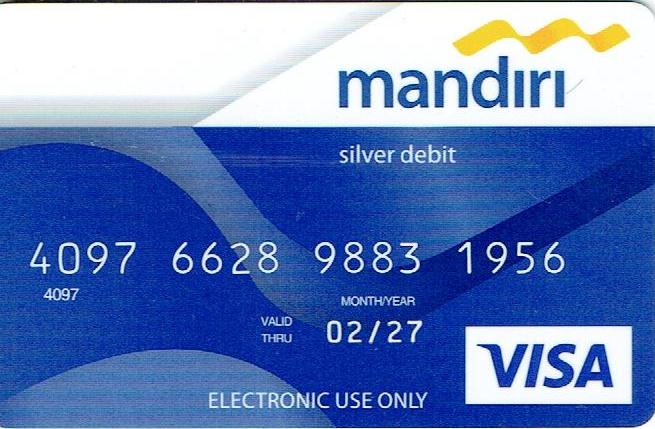 mandiri
silver debit
4097 6628 9883 1956
4097
MONTH/YEAR
VALID THRU 02/27
VISA
ELECTRONIC USE ONLY